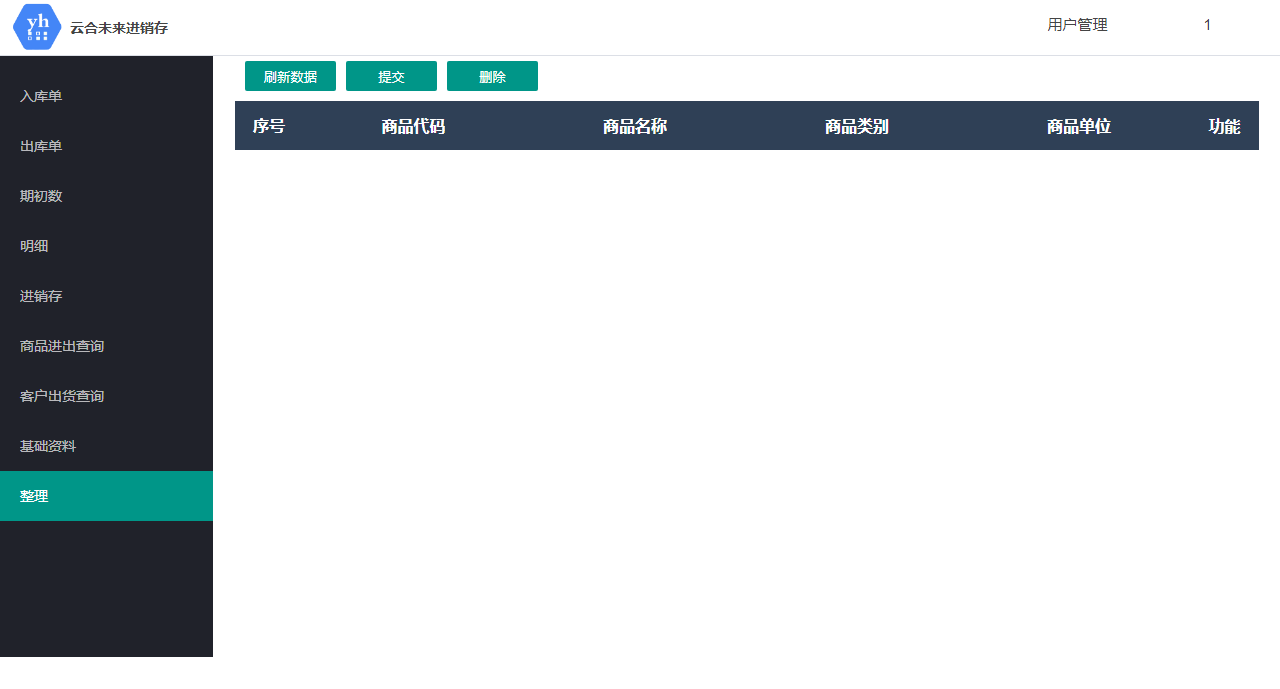 yh
云合未来进销存
用户管理 1
刷新数据 提交 删除
序号 商品代码 商品名称 商品类别 商品单位 功能
入库单
出库单
期初数
明细
进销存
商品进出查询
客户出货查询
基础资料
整理